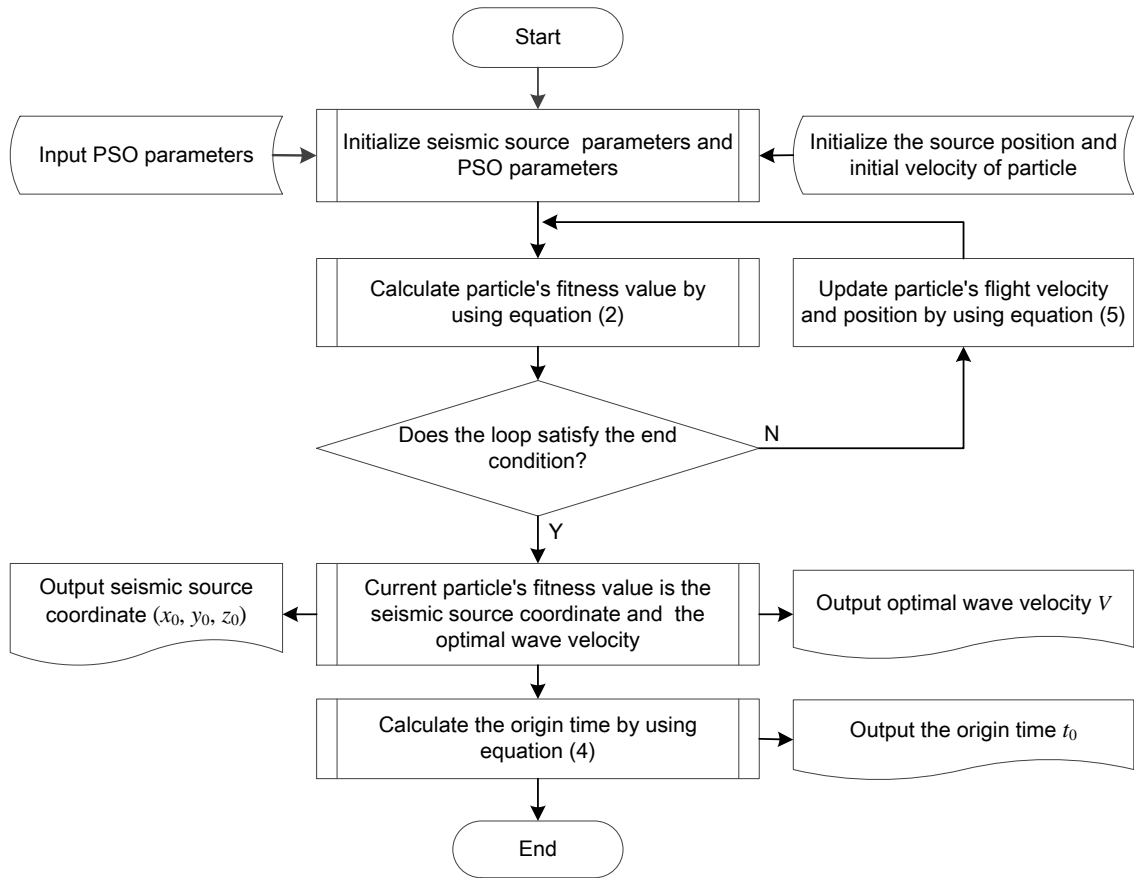 Start
Input PSO parameters
Initialize seismic source parameters and
PSO parameters
Initialize the source position and
initial velocity of particle
Calculate particle's fitness value by
using equation (2)
Update particle's flight velocity
and position by using equation (5)
Does the loop satisfy the end
condition?
N
Y
Output seismic source
coordinate (x₀, y₀, z₀)
Current particle's fitness value is the
seismic source coordinate and the
optimal wave velocity
Output optimal wave velocity V
Calculate the origin time by using
equation (4)
Output the origin time t₀
End